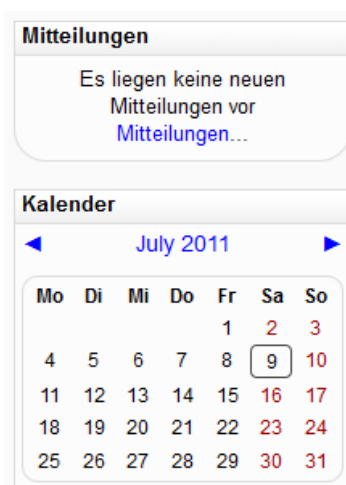 Mitteilungen
Es liegen keine neuen
Mitteilungen vor
Mitteilungen...
Kalender
◄ July 2011 ►
Mo Di Mi Do Fr Sa So
1 2 3
4 5 6 7 8 9 10
11 12 13 14 15 16 17
18 19 20 21 22 23 24
25 26 27 28 29 30 31